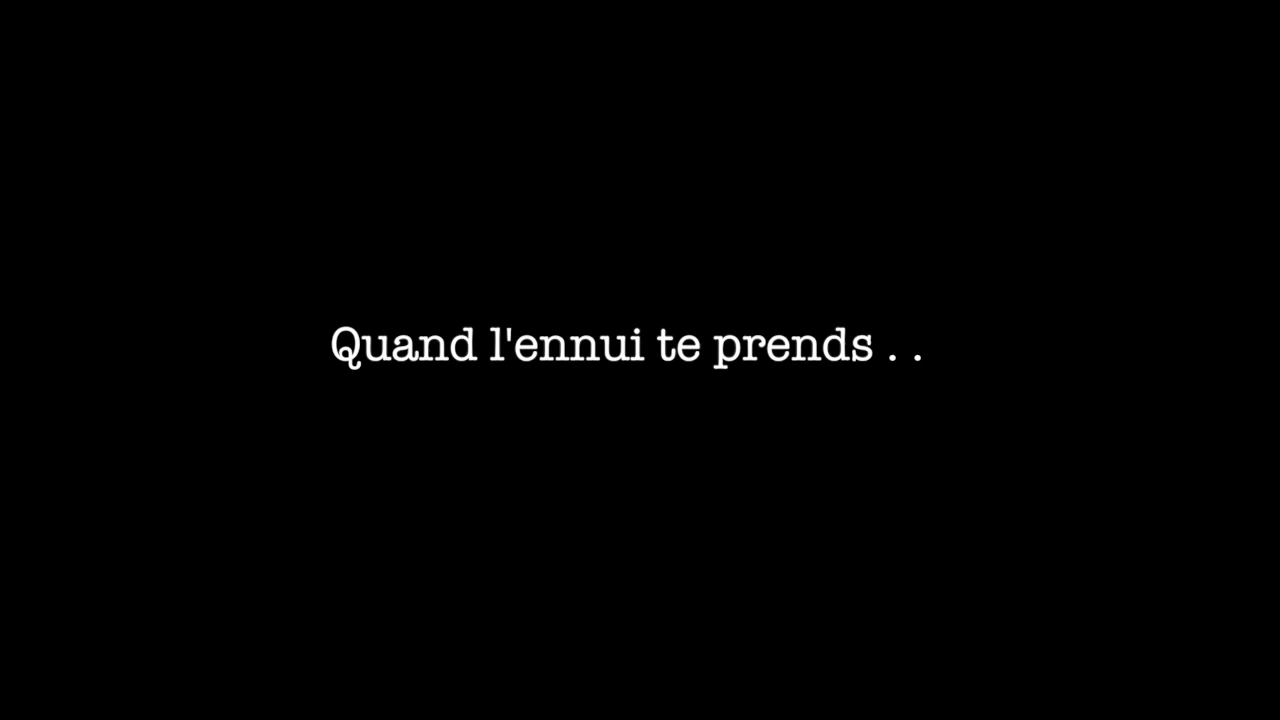 Quand l'ennui te prends . .